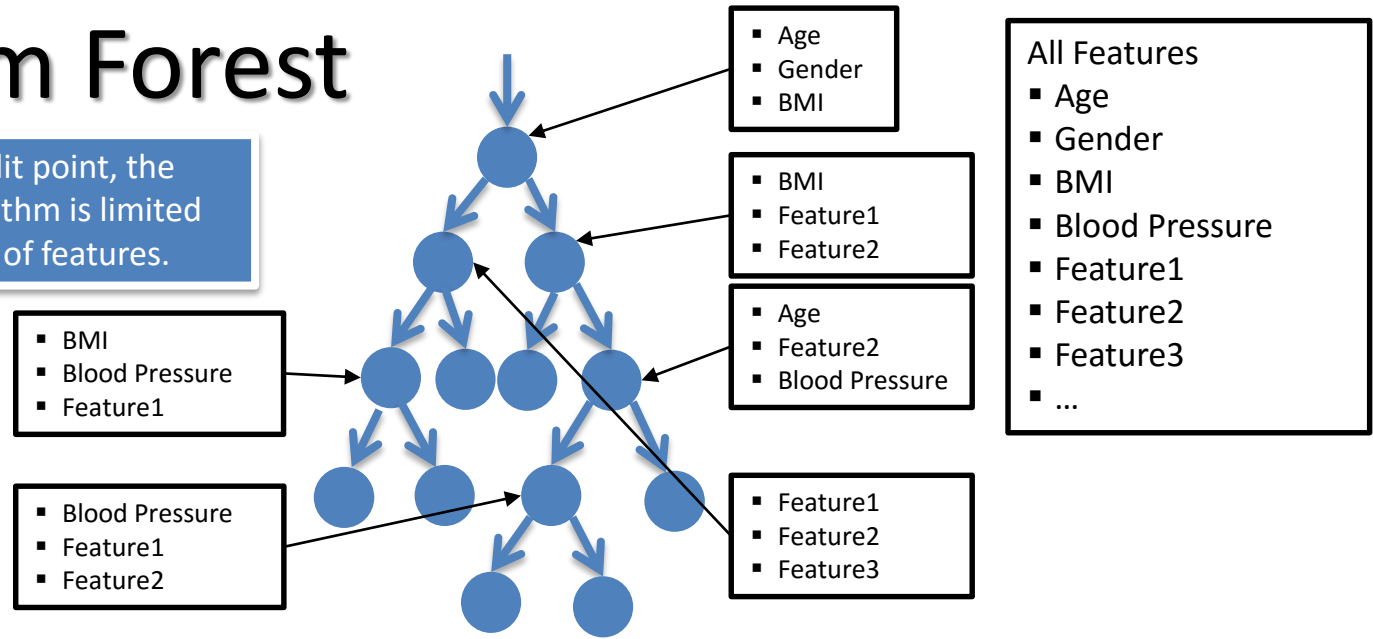 m Forest
lit point, the
thm is limited
of features.
▪ Age
▪ Gender
▪ BMI
▪ BMI
▪ Feature1
▪ Feature2
▪ Age
▪ Feature2
▪ Blood Pressure
▪ Feature1
▪ Feature2
▪ Feature3
▪ BMI
▪ Blood Pressure
▪ Feature1
▪ Blood Pressure
▪ Feature1
▪ Feature2
All Features
▪ Age
▪ Gender
▪ BMI
▪ Blood Pressure
▪ Feature1
▪ Feature2
▪ Feature3
▪ ...